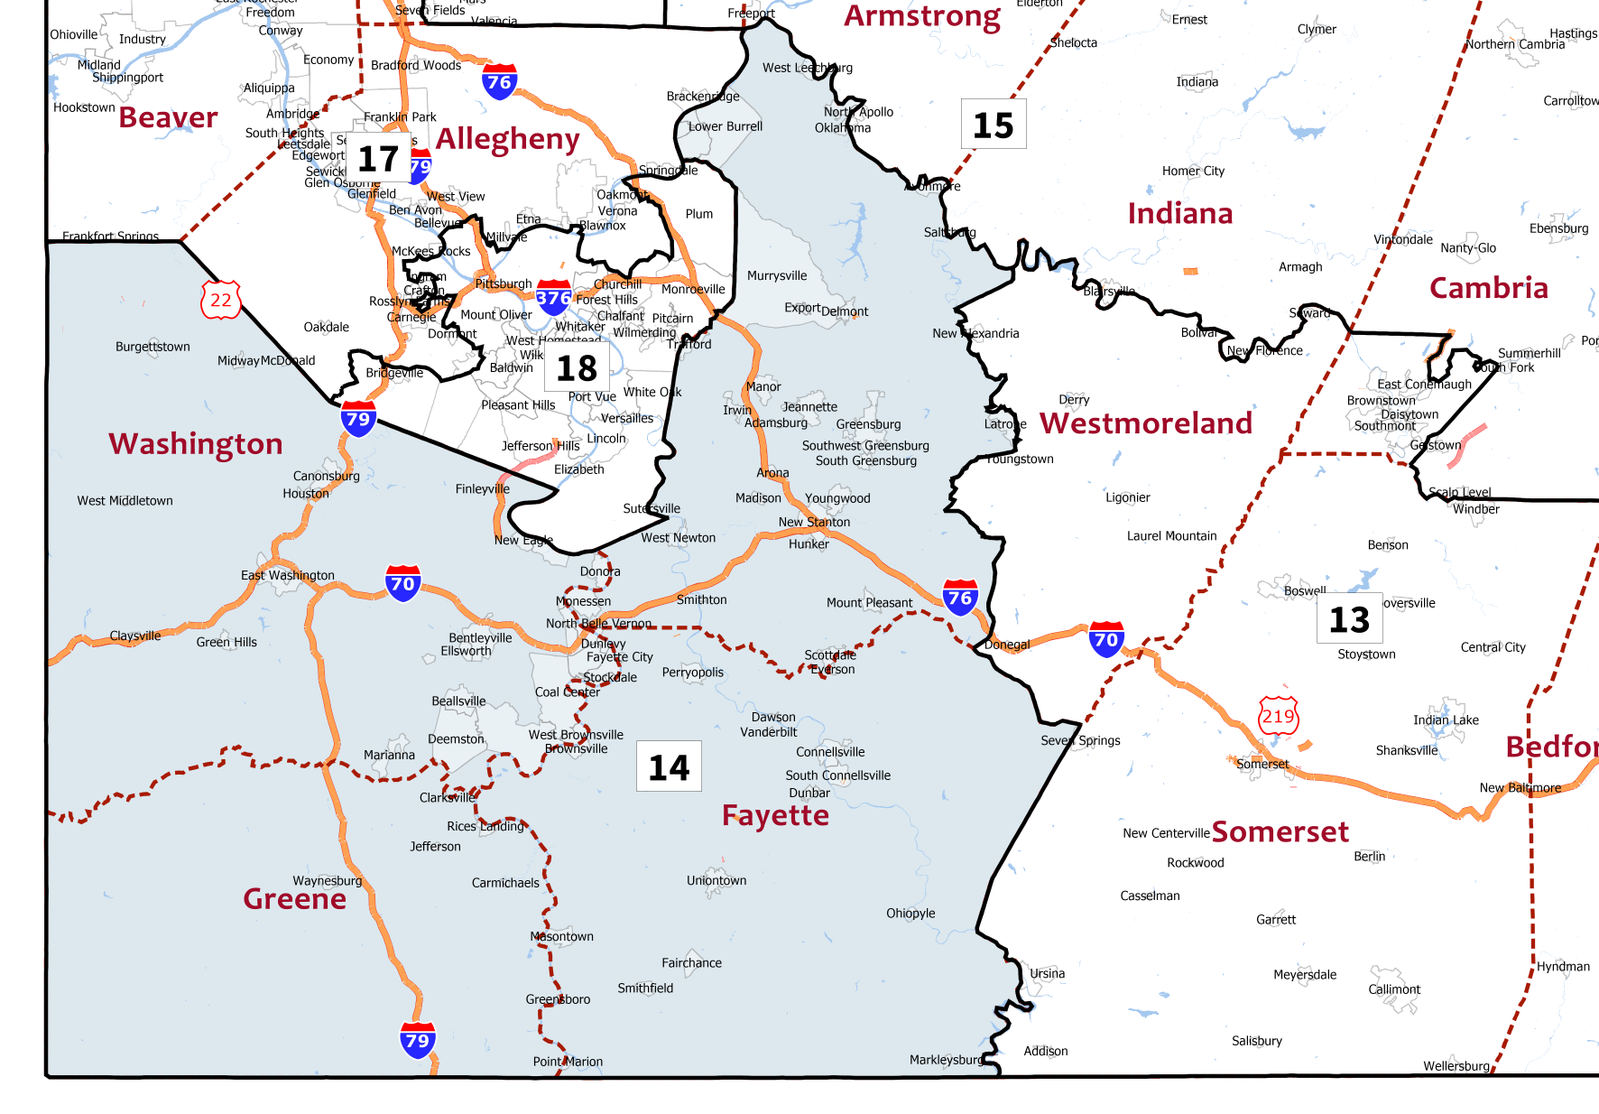 East Rochester
Mars
Seven Fields
Valencia
Freeport
Elderton
Freedom
Armstrong
Ernest
Conway
Clymer
Hastings
Ohioville
Industry
Shelocta
Northern Cambria
Economy
Midland
Bradford Woods
West Leechburg
Shippingport
76
Indiana
Aliquippa
Brackenridge
Carrolltow
Hookstown
Beaver
Ambridge
Franklin Park
North Apollo
15
Lower Burrell
Oklahoma
South Heights
Allegheny
Leetsdale
Se
s
Edgewort
17
79
Sewickl
Springdale
Homer City
Glen Osborne
Glenfield
West View
Oakmont
Avonmore
Ben Avon
Verona
Plum
Indiana
Bellevue
Etna
Blawnox
Ebensburg
Frankfort Springs
Millvale
Saltsburg
Vintondale
Nanty-Glo
McKees Rocks
Ingram
Murrysville
Armagh
Pittsburgh
Churchill
Crafton
Monroeville
Blairsville
Cambria
22
Rosslyn Farms
376
Forest Hills
Export
Delmont
Seward
Carnegie
Mount Oliver
Chalfant
Pitcairn
Oakdale
Whitaker
Wilmerding
Dormont
New Alexandria
Bolivar
West Homestead
Trafford
Burgettstown
New Florence
Summerhill
Por
Midway
McDonald
Wilk
18
South Fork
Bridgeville
Baldwin
East Conemaugh
Manor
White Oak
Port Vue
Derry
Brownstown
Pleasant Hills
Irwin
Jeannette
Daisytown
Adamsburg
Greensburg
Latrobe
Westmoreland
Southmont
79
Versailles
Washington
Lincoln
Southwest Greensburg
Geistown
Jefferson Hills
South Greensburg
Youngstown
Elizabeth
Arona
Canonsburg
Finleyville
Houston
Madison
Youngwood
Ligonier
Scalp Level
West Middletown
Sutersville
Windber
New Stanton
New Eagle
West Newton
Hunker
Laurel Mountain
Benson
East Washington
70
Donora
Boswell
Monessen
Smithton
Mount Pleasant
76
13
ooversville
North Belle Vernon
Claysville
Green Hills
Bentleyville
Dunlevy
Donegal
70
Ellsworth
Fayette City
Scottdale
Stoystown
Central City
Everson
Stockdale
Perryopolis
Coal Center
Beallsville
Dawson
219
Indian Lake
Vanderbilt
Deemston
West Brownsville
Seven Springs
Brownsville
Connellsville
Shanksville
Bedfor
Marianna
14
Somerset
South Connellsville
New Baltimore
Clarksville
Dunbar
Fayette
Rices Landing
New Centerville
Somerset
Jefferson
Berlin
Rockwood
Waynesburg
Carmichaels
Uniontown
Greene
Casselman
Ohiopyle
Garrett
Masontown
Fairchance
Ursina
Meyersdale
Hyndman
Smithfield
Callimont
Greensboro
79
Salisbury
Point Marion
Markleysburg
Addison
Wellersburg